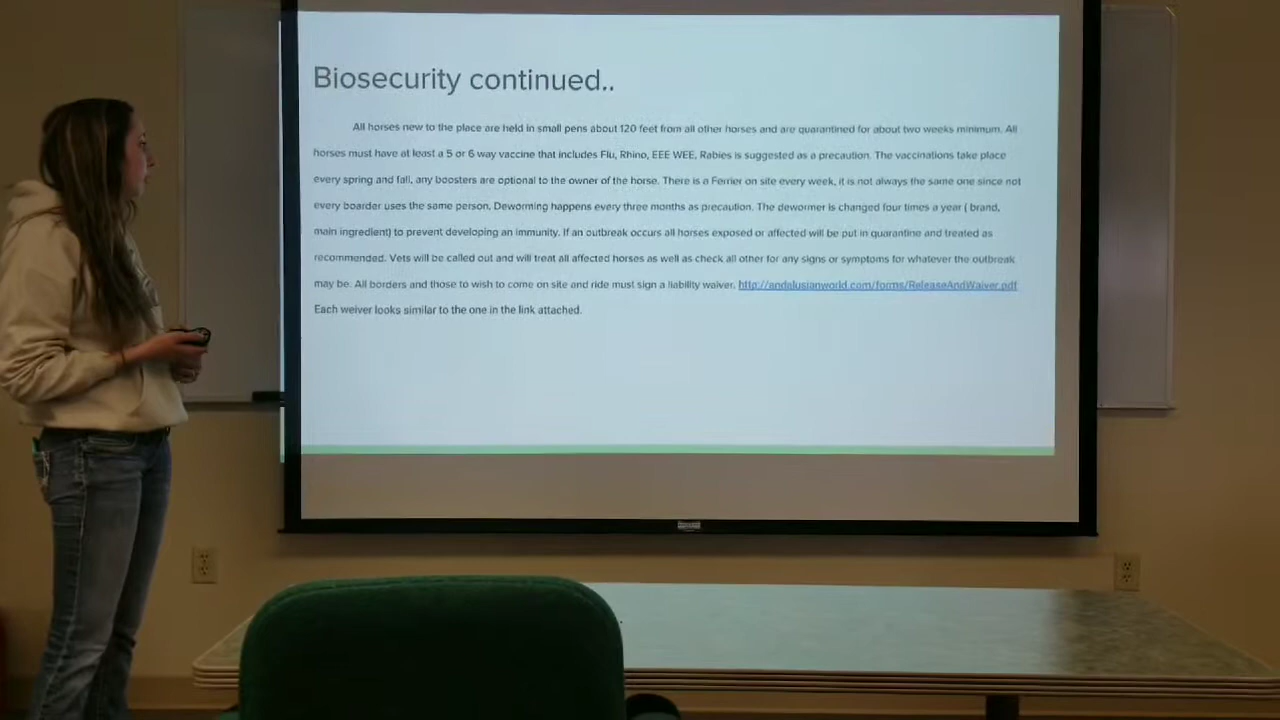 Biosecurity continued..
All horses new to the place are held in small pens about 120 feet from all other horses and are quarantined for about two weeks minimum. All
horses must have at least a 5 or 6 way vaccine that includes Flu, Rhino, EEE WEE, Rabies is suggested as a precaution. The vaccinations take place
every spring and fall, any boosters are optional to the owner of the horse. There is a Ferrier on site every week, it is not always the same one since not
every boarder uses the same person. Deworming happens every three months as precaution. The dewormer is changed four times a year ( brand,
main ingredient) to prevent developing an immunity. If an outbreak occurs all horses exposed or affected will be put in quarantine and treated as
recommended. Vets will be called out and will treat all affected horses as well as check all other for any signs or symptoms for whatever the outbreak
may be. All borders and those to wish to come on site and ride must sign a liability waiver. http://andalusianworld.com/forms/ReleaseAndWaiver.pdf
Each weiver looks similar to the one in the link attached.